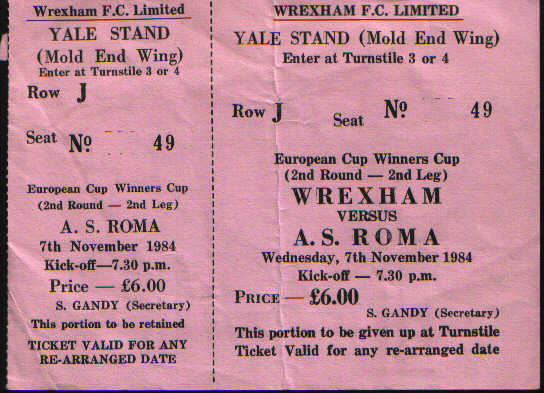 Wrexham F.C. Limited
YALE STAND
(Mold End Wing)
Enter at Turnstile 3 or 4
Row J
Seat No 49
European Cup Winners Cup
(2nd Round — 2nd Leg)
A. S. ROMA
7th November 1984
Kick-off—7.30 p.m.
Price — £6.00
S. GANDY (Secretary)
This portion to be retained
TICKET VALID FOR ANY
RE-ARRANGED DATE
WREXHAM F.C. LIMITED
YALE STAND (Mold End Wing)
Enter at Turnstile 3 or 4
Row J Seat No 49
European Cup Winners Cup
(2nd Round — 2nd Leg)
WREXHAM
VERSUS
A. S. ROMA
Wednesday, 7th November 1984
Kick-off — 7.30 p.m.
PRICE — £6.00
S. GANDY (Secretary)
This portion to be given up at Turnstile
Ticket Valid for any re-arranged date